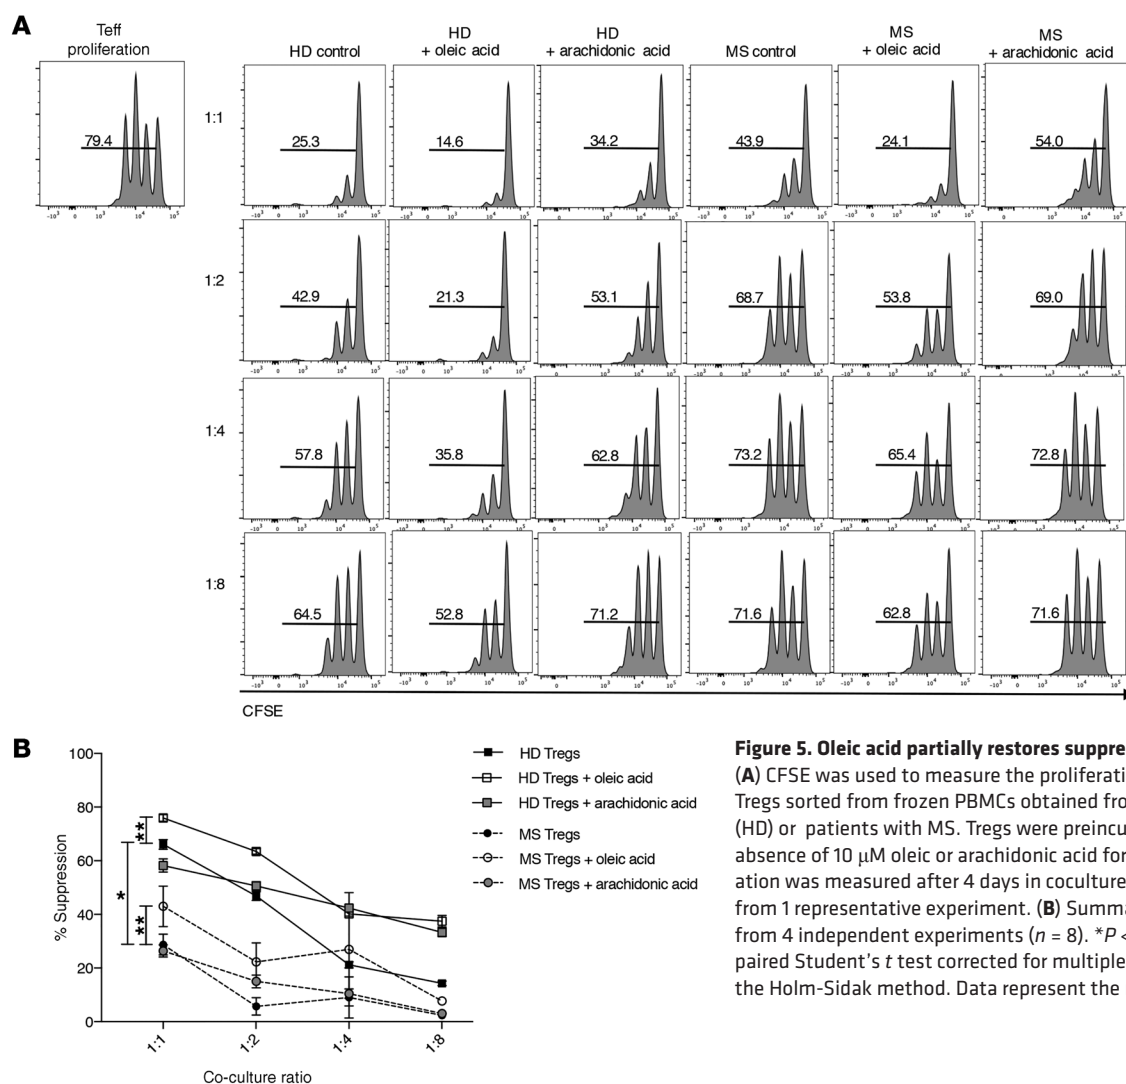 A
Teff
proliferation
HD control
HD
+ oleic acid
HD
+ arachidonic acid
MS control
MS
+ oleic acid
MS
+ arachidonic acid
79.4
1:1
25.3
14.6
34.2
43.9
24.1
54.0
1:2
42.9
21.3
53.1
68.7
53.8
69.0
1:4
57.8
35.8
62.8
73.2
65.4
72.8
1:8
64.5
52.8
71.2
71.6
62.8
71.6
CFSE
B
% Suppression
100
80
60
40
20
0
**
*
**
1:1
1:2
1:4
1:8
Co-culture ratio
HD Tregs
HD Tregs + oleic acid
HD Tregs + arachidonic acid
MS Tregs
MS Tregs + oleic acid
MS Tregs + arachidonic acid
Figure 5. Oleic acid partially restores suppre
(A) CFSE was used to measure the proliferati
Tregs sorted from frozen PBMCs obtained fro
(HD) or patients with MS. Tregs were preincu
absence of 10 μM oleic or arachidonic acid for
ation was measured after 4 days in coculture
from 1 representative experiment. (B) Summa
from 4 independent experiments (n = 8). *P <
paired Student's t test corrected for multiple
the Holm-Sidak method. Data represent the